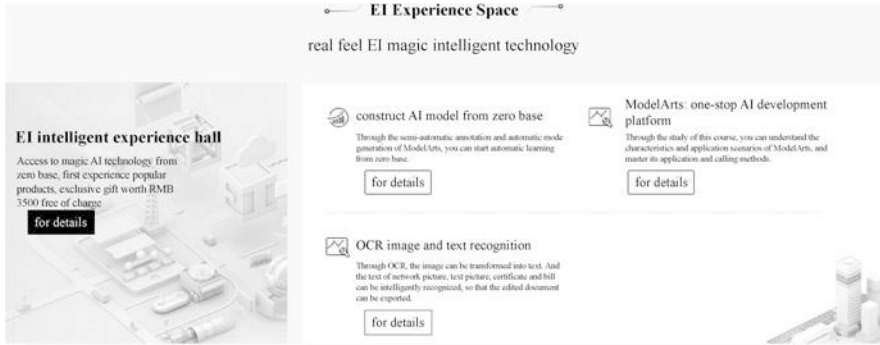 EI Experience Space
real feel EI magic intelligent technology
EI intelligent experience hall
Access to magic AI technology from
zero base, first experience popular
products, exclusive gift worth RMB
3500 free of charge
for details
construct AI model from zero base
Through the semi-automatic annotation and automatic mode
generation of ModelArts, you can start automatic learning
from zero base.
for details
ModelArts: one-stop AI development
platform
Through the study of this course, you can understand the
characteristics and application scenarios of ModelArts, and
master its application and calling methods.
for details
OCR image and text recognition
Through OCR, the image can be transformed into text. And
the text of network picture, text picture, certificate and bill
can be intelligently recognized, so that the edited document
can be exported.
for details